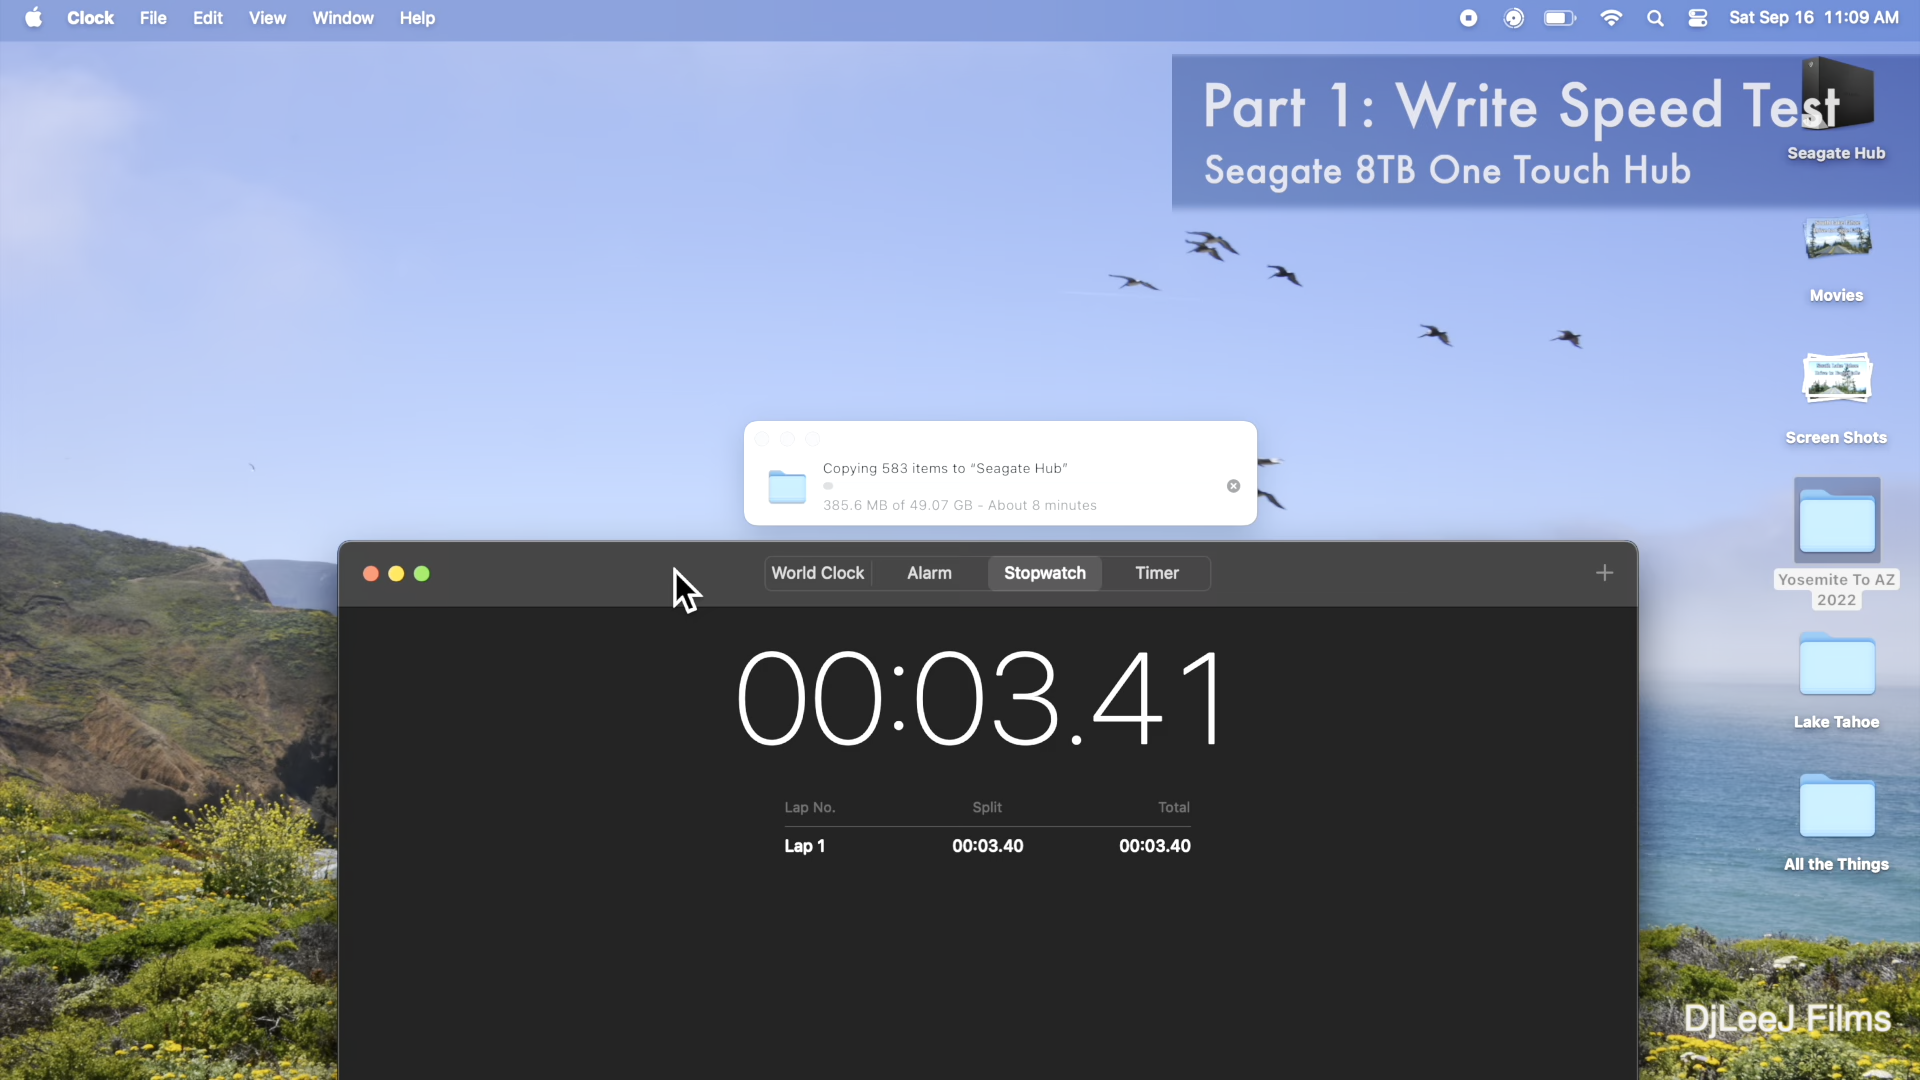 Clock File Edit View Window Help
Sat Sep 16 11:09 AM
Part 1: Write Speed Test
Seagate 8TB One Touch Hub
Seagate Hub
Movies
Screen Shots
Copying 583 items to “Seagate Hub”
385.6 MB of 49.07 GB - About 8 minutes
World Clock Alarm Stopwatch Timer
00:03.41
Lap No. Split Total
Lap 1 00:03.40 00:03.40
Yosemite To AZ
2022
Lake Tahoe
All the Things
DjLeeJ Films